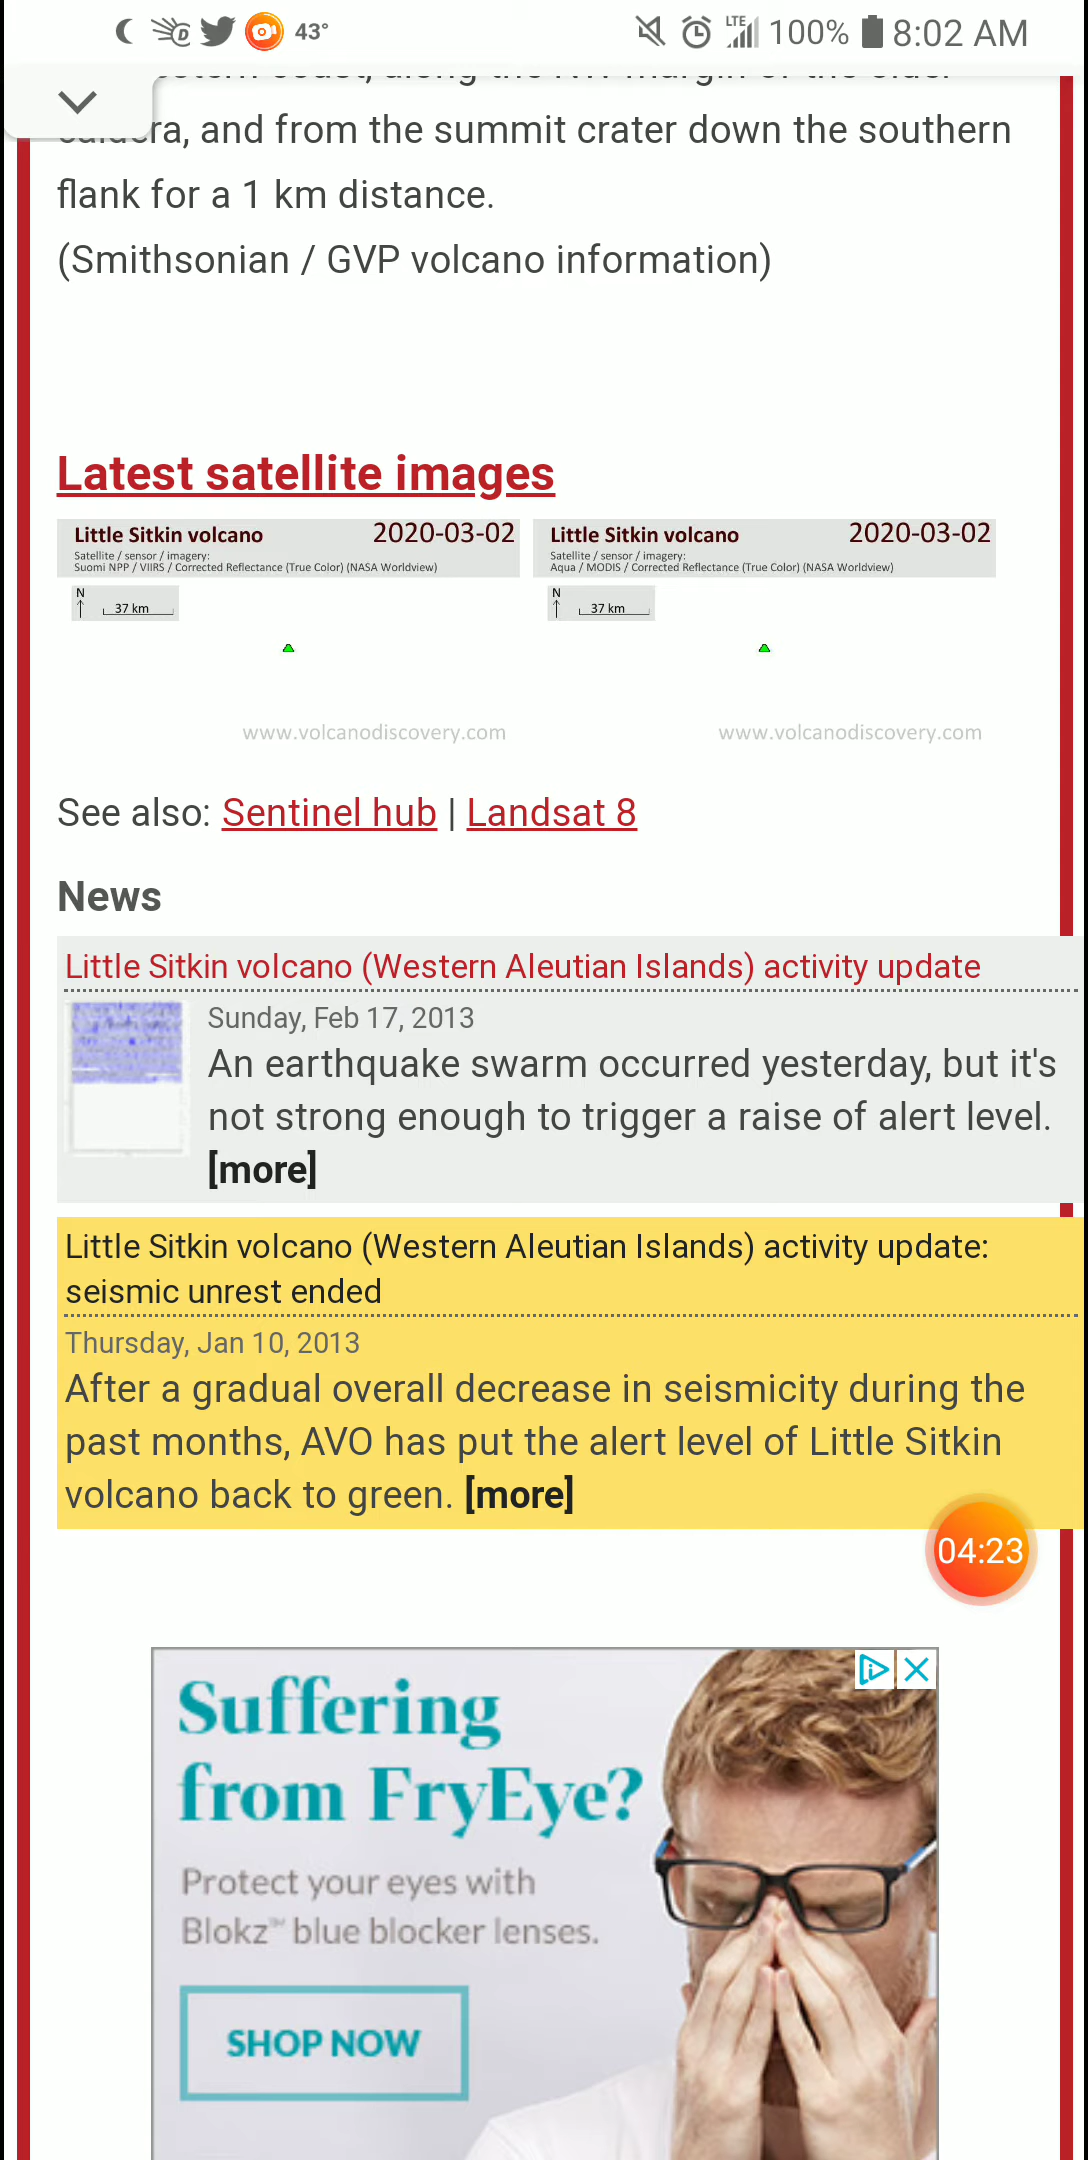 43°
LTE
100%
8:02 AM
and from the summit crater down the southern
flank for a 1 km distance.
(Smithsonian / GVP volcano information)
Latest satellite images
Little Sitkin volcano 2020-03-02
Satellite / sensor / imagery:
Suomi NPP / VIIRS / Corrected Reflectance (True Color) (NASA Worldview)
N
37 km
www.volcanodiscovery.com
Little Sitkin volcano 2020-03-02
Satellite / sensor / imagery:
Aqua / MODIS / Corrected Reflectance (True Color) (NASA Worldview)
N
37 km
www.volcanodiscovery.com
See also: Sentinel hub | Landsat 8
News
Little Sitkin volcano (Western Aleutian Islands) activity update
Sunday, Feb 17, 2013
An earthquake swarm occurred yesterday, but it's
not strong enough to trigger a raise of alert level.
[more]
Little Sitkin volcano (Western Aleutian Islands) activity update:
seismic unrest ended
Thursday, Jan 10, 2013
After a gradual overall decrease in seismicity during the
past months, AVO has put the alert level of Little Sitkin
volcano back to green. [more]
04:23
Suffering
from FryEye?
Protect your eyes with
Blokz™ blue blocker lenses.
SHOP NOW